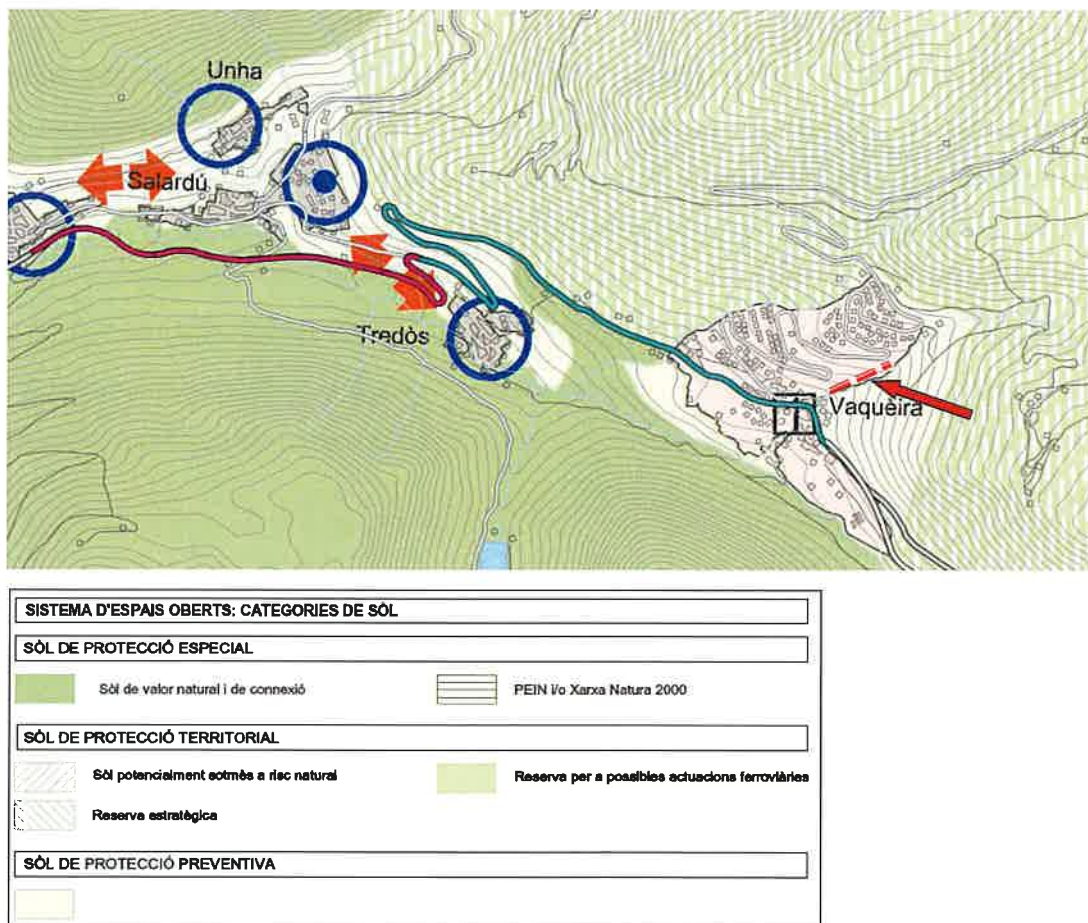 Unha
Salardú
Tredòs
Vaquèira
SISTEMA D'ESPAIS OBERTS: CATEGORIES DE SÒL
SÒL DE PROTECCIÓ ESPECIAL
Sòl de valor natural i de connexió
PEIN i/o Xarxa Natura 2000
SÒL DE PROTECCIÓ TERRITORIAL
Sòl potencialment sotmès a risc natural
Reserva per a possibles actuacions ferroviàries
Reserva estratègica
SÒL DE PROTECCIÓ PREVENTIVA